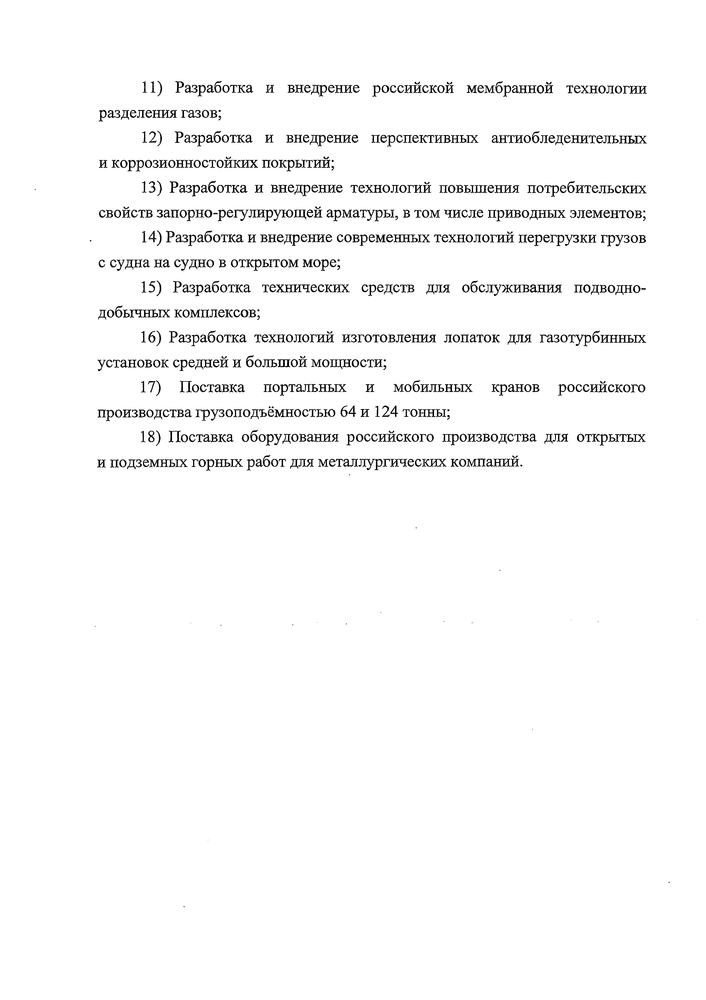 11) Разработка и внедрение российской мембранной технологии
разделения газов;
12) Разработка и внедрение перспективных антиобледенительных
и коррозионностойких покрытий;
13) Разработка и внедрение технологий повышения потребительских
свойств запорно-регулирующей арматуры, в том числе приводных элементов;
14) Разработка и внедрение современных технологий перегрузки грузов
с судна на судно в открытом море;
15) Разработка технических средств для обслуживания подводно-
добычных комплексов;
16) Разработка технологий изготовления лопаток для газотурбинных
установок средней и большой мощности;
17) Поставка портальных и мобильных кранов российского
производства грузоподъёмностью 64 и 124 тонны;
18) Поставка оборудования российского производства для открытых
и подземных горных работ для металлургических компаний.